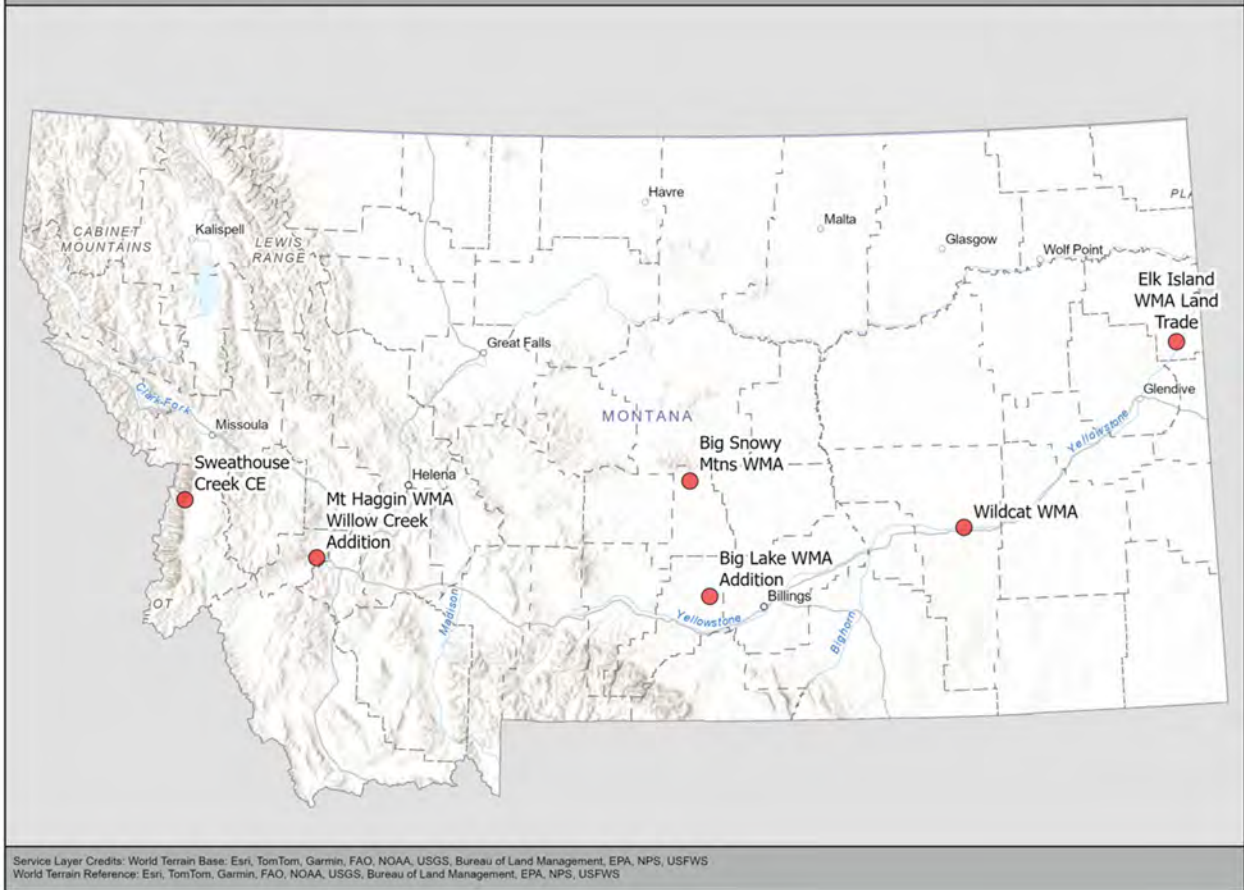 Havre
Malta
Kalispell
CABINET
MOUNTAINS
LEWIS
RANGE
Glasgow
Wolf Point
PLA
Elk Island
WMA Land
Trade
Great Falls
Glendive
Clark-Fork
MONTANA
Yellowstone
Missoula
Big Snowy
Mtns WMA
Sweathouse
Creek CE
Helena
Mt Haggin WMA
Willow Creek
Addition
Wildcat WMA
Big Lake WMA
Addition
Billings
OT
Madison
Yellowstone
Bighorn
Service Layer Credits: World Terrain Base: Esri, TomTom, Garmin, FAO, NOAA, USGS, Bureau of Land Management, EPA, NPS, USFWS
World Terrain Reference: Esri, TomTom, Garmin, FAO, NOAA, USGS, Bureau of Land Management, EPA, NPS, USFWS